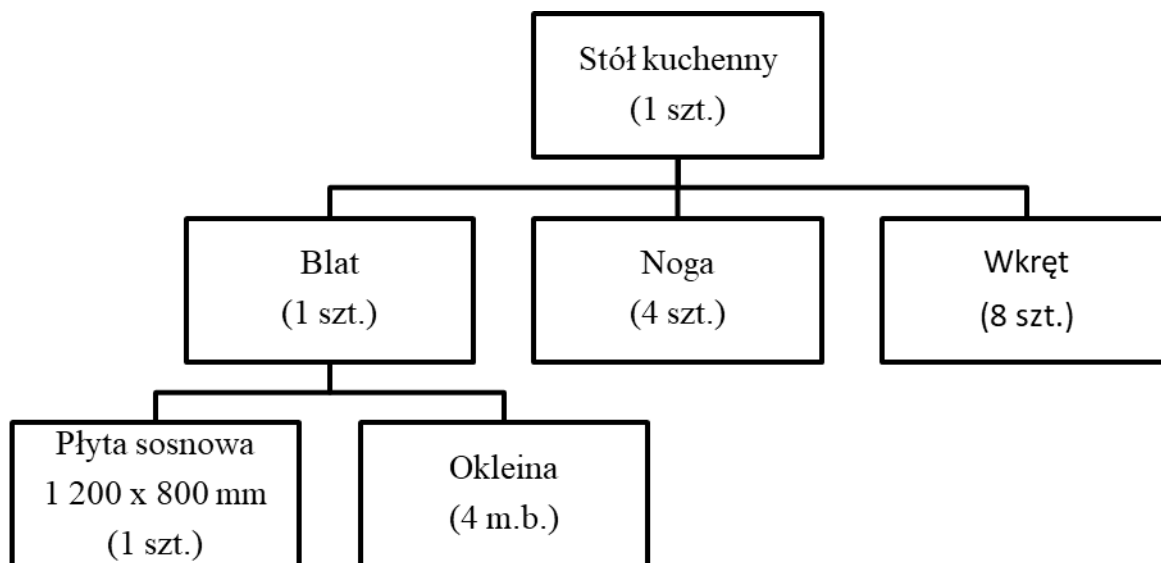 Stół kuchenny
(1 szt.)
Blat
(1 szt.)
Noga
(4 szt.)
Wkręt
(8 szt.)
Płyta sosnowa
1 200 x 800 mm
(1 szt.)
Okleina
(4 m.b.)